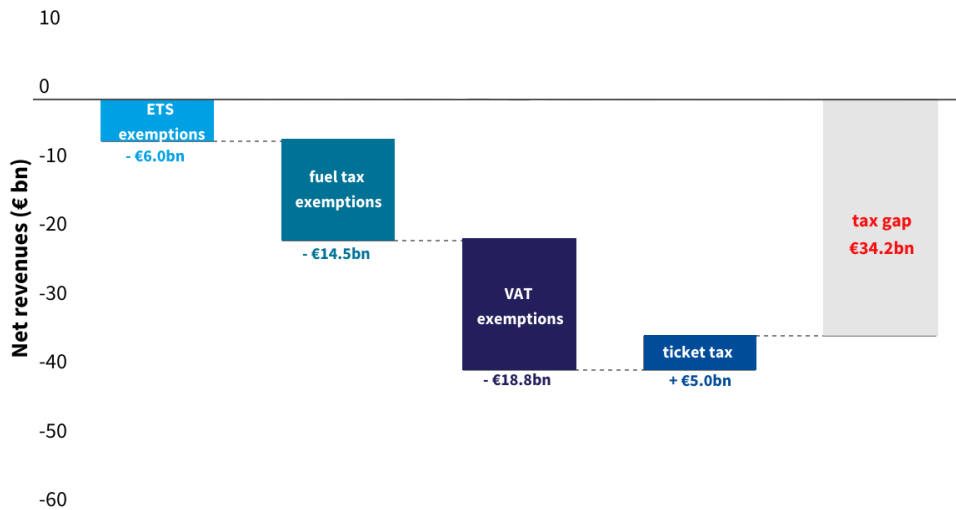 10
0
-10
-20
-30
-40
-50
-60
Net revenues (€ bn)
ETS
exemptions
- €6.0bn
fuel tax
exemptions
- €14.5bn
VAT
exemptions
- €18.8bn
ticket tax
+ €5.0bn
tax gap
€34.2bn